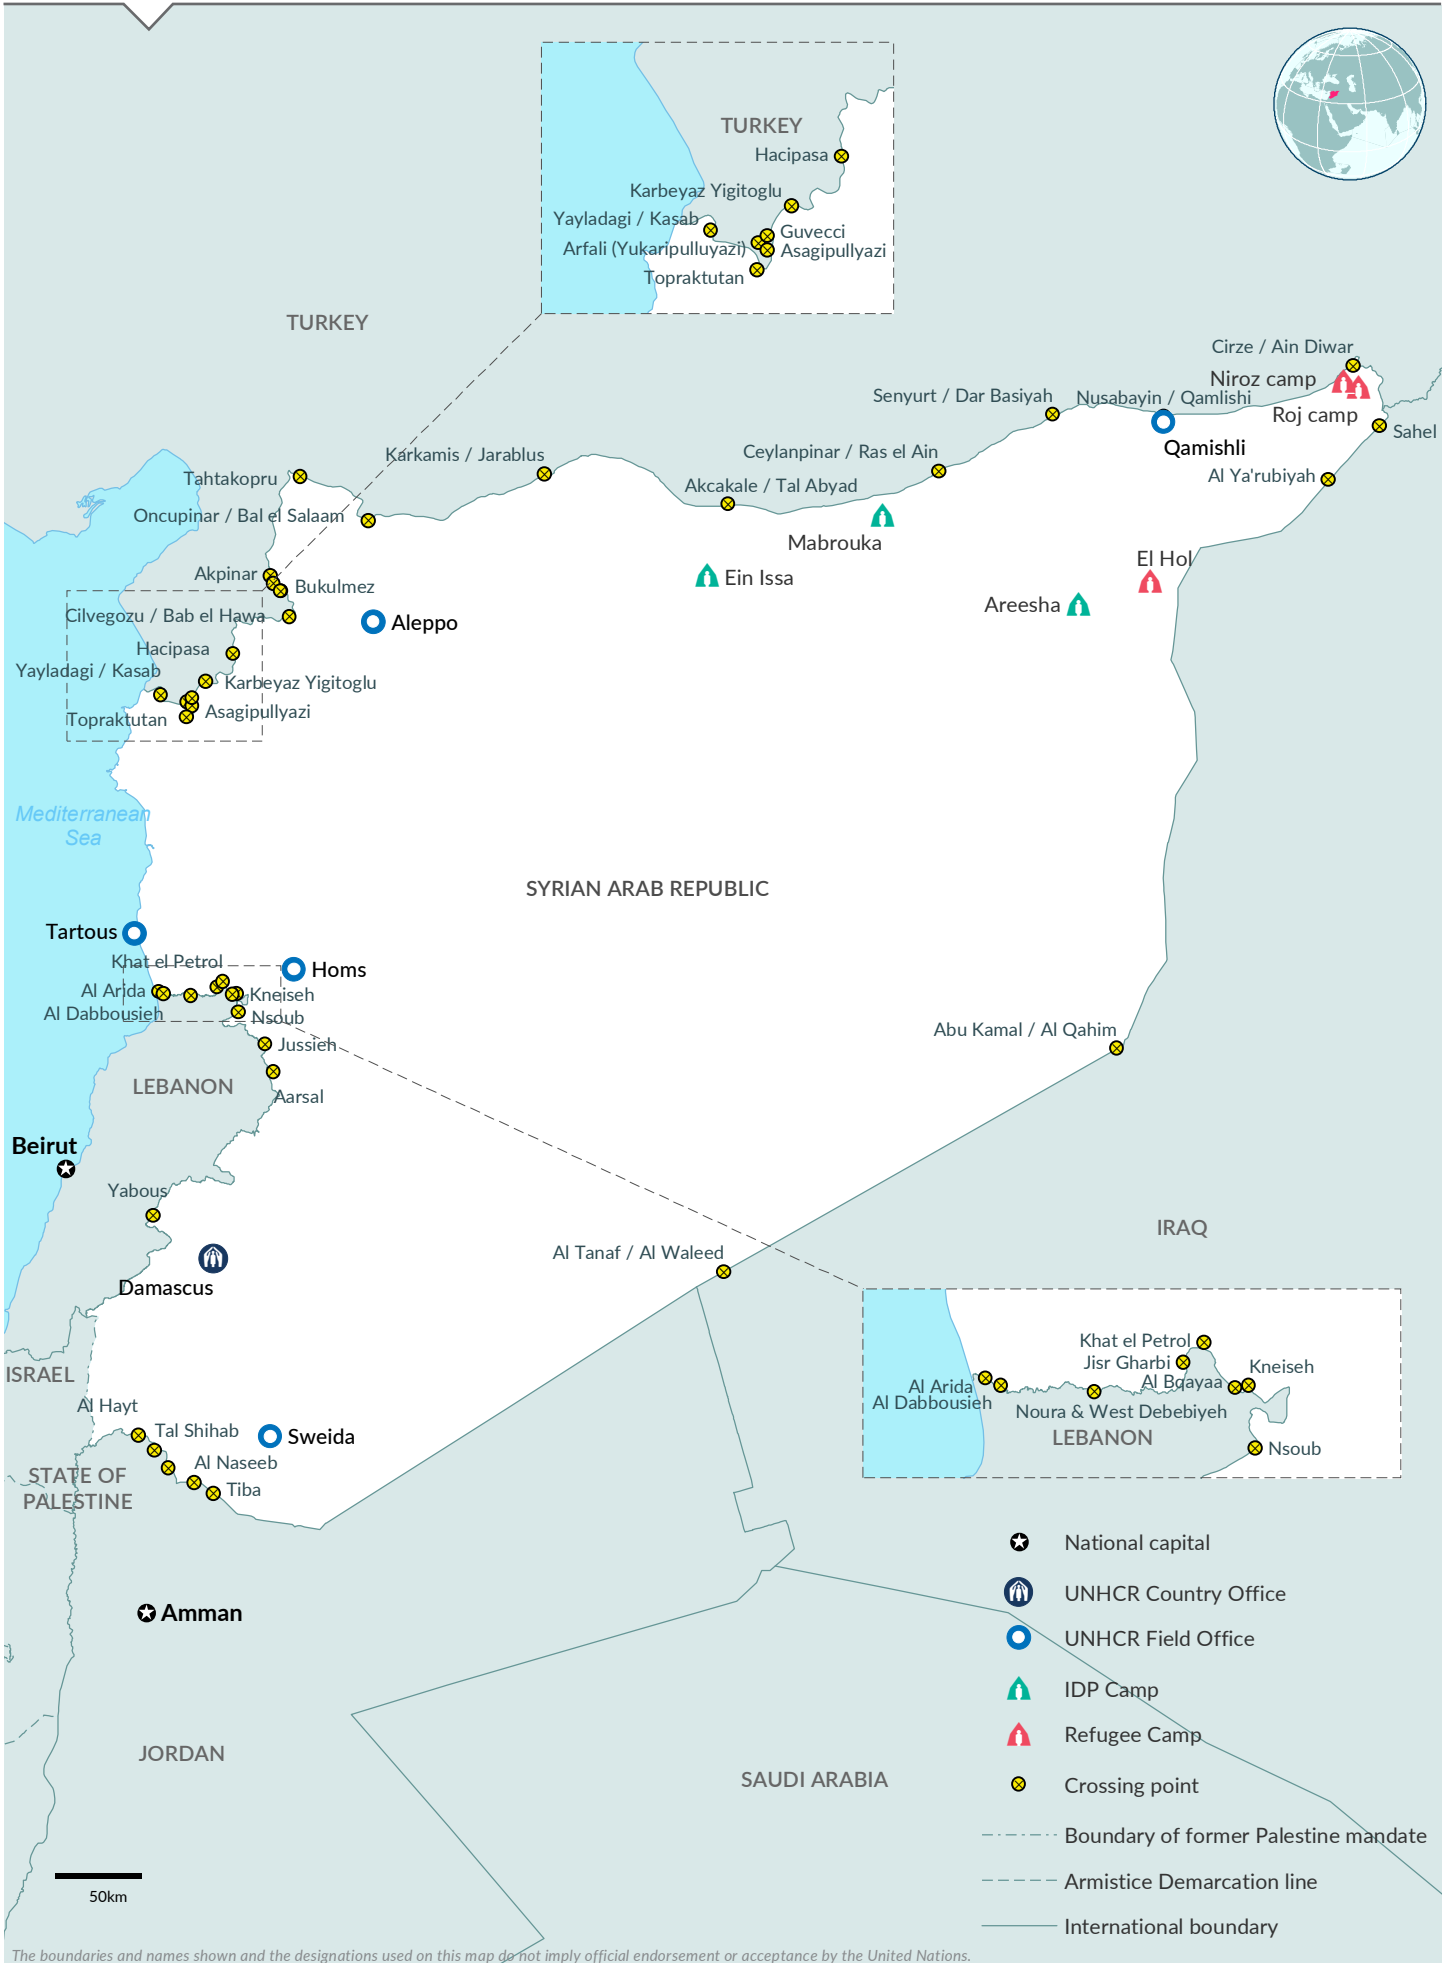 TURKEY
Hacipasa
Karbeyaz Yigitoglu
Yayladagi / Kasab
Guvecci
Arfali (Yukaripulluyazi)
Asagipullyazi
Topraktutan
TURKEY
Cirze / Ain Diwar
Niroz camp
Roj camp
Senyurt / Dar Basiyah
Nusabayin / Qamlishi
Sahel
Qamishli
Karkamis / Jarablus
Ceylanpinar / Ras el Ain
Al Ya'rubiyah
Tahtakopru
Akcakale / Tal Abyad
Oncupinar / Bal el Salaam
Mabrouka
El Hol
Akpinar
Bukulmez
Ein Issa
Areesha
Cilvegozu / Bab el Hawa
Aleppo
Hacipasa
Yayladagi / Kasab
Karbeyaz Yigitoglu
Asagipullyazi
Topraktutan
Mediterranean
Sea
SYRIAN ARAB REPUBLIC
Tartous
Khat el Petrol
Homs
Al Arida
Kneiseh
Al Dabbousieh
Nsoub
Abu Kamal / Al Qahim
Jussieh
LEBANON
Aarsal
Beirut
Yabous
IRAQ
Al Tanaf / Al Waleed
Damascus
Khat el Petrol
Jisr Gharbi
Kneiseh
Al Bqayaa
Al Arida
Al Dabbousieh
Noura & West Debebiyeh
LEBANON
Nsoub
ISRAEL
Al Hayt
Tal Shihab
Sweida
Al Naseeb
STATE OF
PALESTINE
Tiba
Amman
JORDAN
SAUDI ARABIA
National capital
UNHCR Country Office
UNHCR Field Office
IDP Camp
Refugee Camp
Crossing point
Boundary of former Palestine mandate
Armistice Demarcation line
International boundary
50km
The boundaries and names shown and the designations used on this map do not imply official endorsement or acceptance by the United Nations.